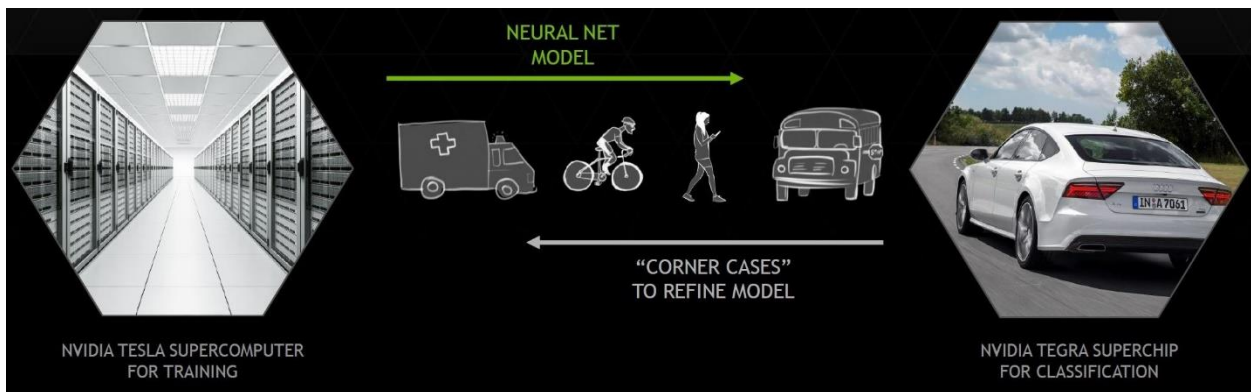 NEURAL NET
MODEL
"CORNER CASES"
TO REFINE MODEL
NVIDIA TESLA SUPERCOMPUTER
FOR TRAINING
IN A 7061
NVIDIA TEGRA SUPERCHIP
FOR CLASSIFICATION